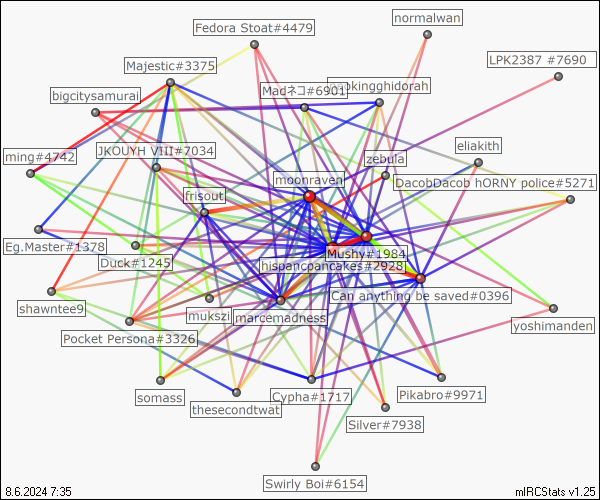 Fedora Stoat#4479
normalwan
Majestic#3375
LPK2387 #7690
bigcitysamurai
Madネコ#6901
okingghidorah
ming#4742
JKOUYH VIII#7034
eliakith
zebula
moonraven
DacobDacob hORNY police#5271
frisout
Eg.Master#1378
Mushy#1984
Duck#1245
hispancpancakes#2928
Can anything be saved#0396
shawntee9
mukszi
marcemadness
yoshimanden
Pocket Persona#3326
somass
thesecondtwat
Cypha#1717
Pikabro#9971
Silver#7938
Swirly Boi#6154
8.6.2024 7:35
mIRCStats v1.25